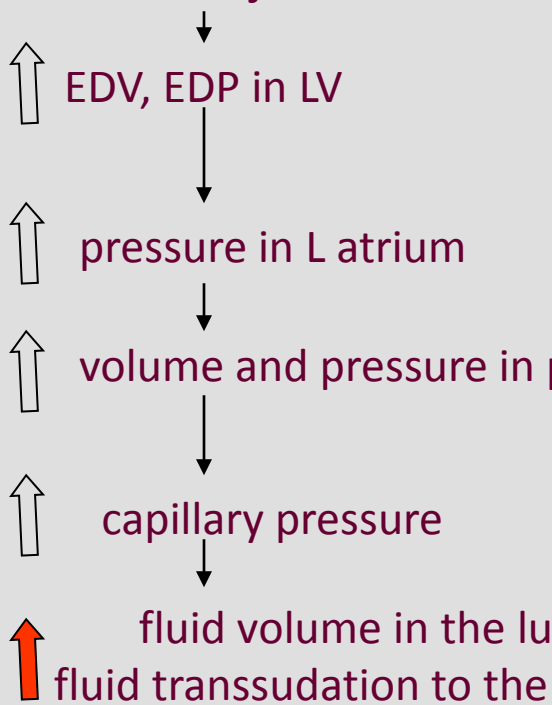 EDV, EDP in LV
pressure in L atrium
volume and pressure in
capillary pressure
fluid volume in the
fluid transsudation to the